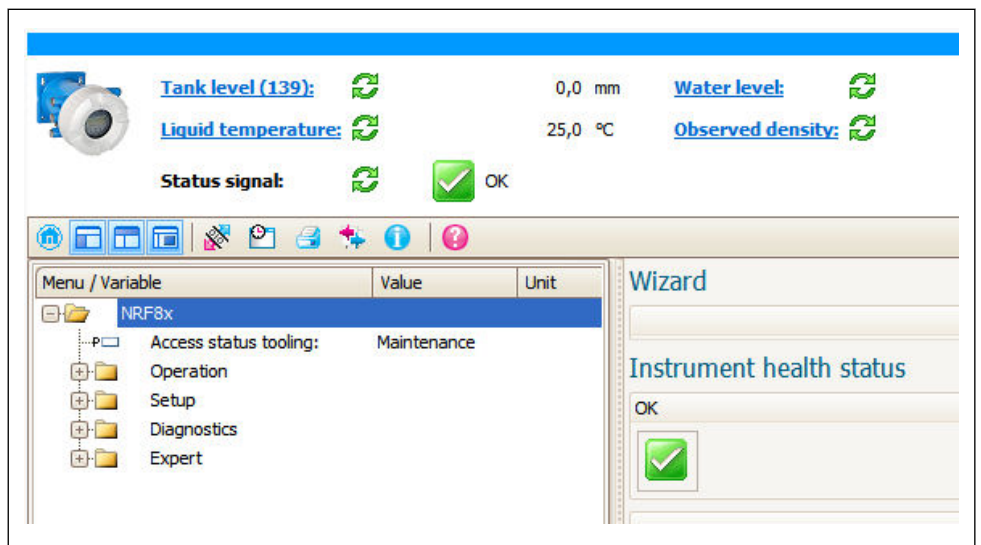 Tank level (139): 0,0 mm Water level:
Liquid temperature: 25,0 ºC Observed density:
Status signal: OK
Menu / Variable Value Unit
Wizard
NRF8x
Access status tooling: Maintenance
Operation
Instrument health status
Setup
OK
Diagnostics
Expert